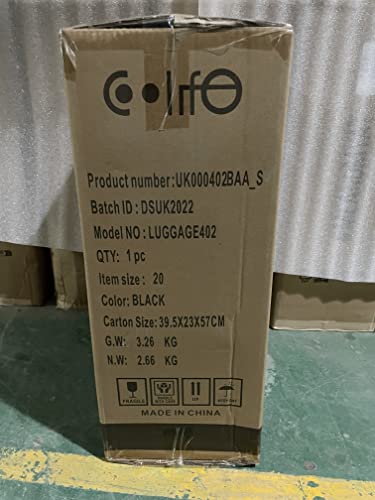 Coolife
Product number:UK000402BAA_S
Batch ID : DSUK2022
Model NO : LUGGAGE402
QTY: 1 pc
Item size: 20
Color: BLACK
Carton Size: 39.5X23X57CM
G.W: 3.26 KG
N.W: 2.66 KG
FRAGILE
UP
MADE IN CHINA